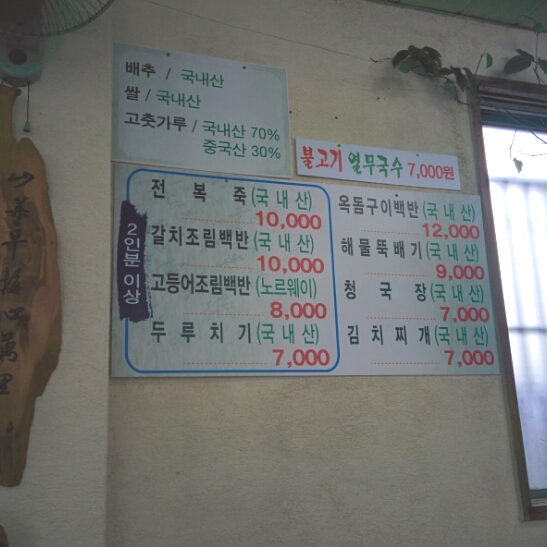 배추 / 국내산
쌀 / 국내산
고춧가루 / 국내산 70%
중국산 30%
불고기 열무국수 7,000원
2인분 이상
전복죽(국내산)
10,000
갈치조림백반(국내산)
10,000
고등어조림백반(노르웨이)
8,000
두루치기(국내산)
7,000
옥돔구이백반(국내산)
12,000
해물뚝배기(국내산)
9,000
청국장(국내산)
7,000
김치찌개(국내산)
7,000